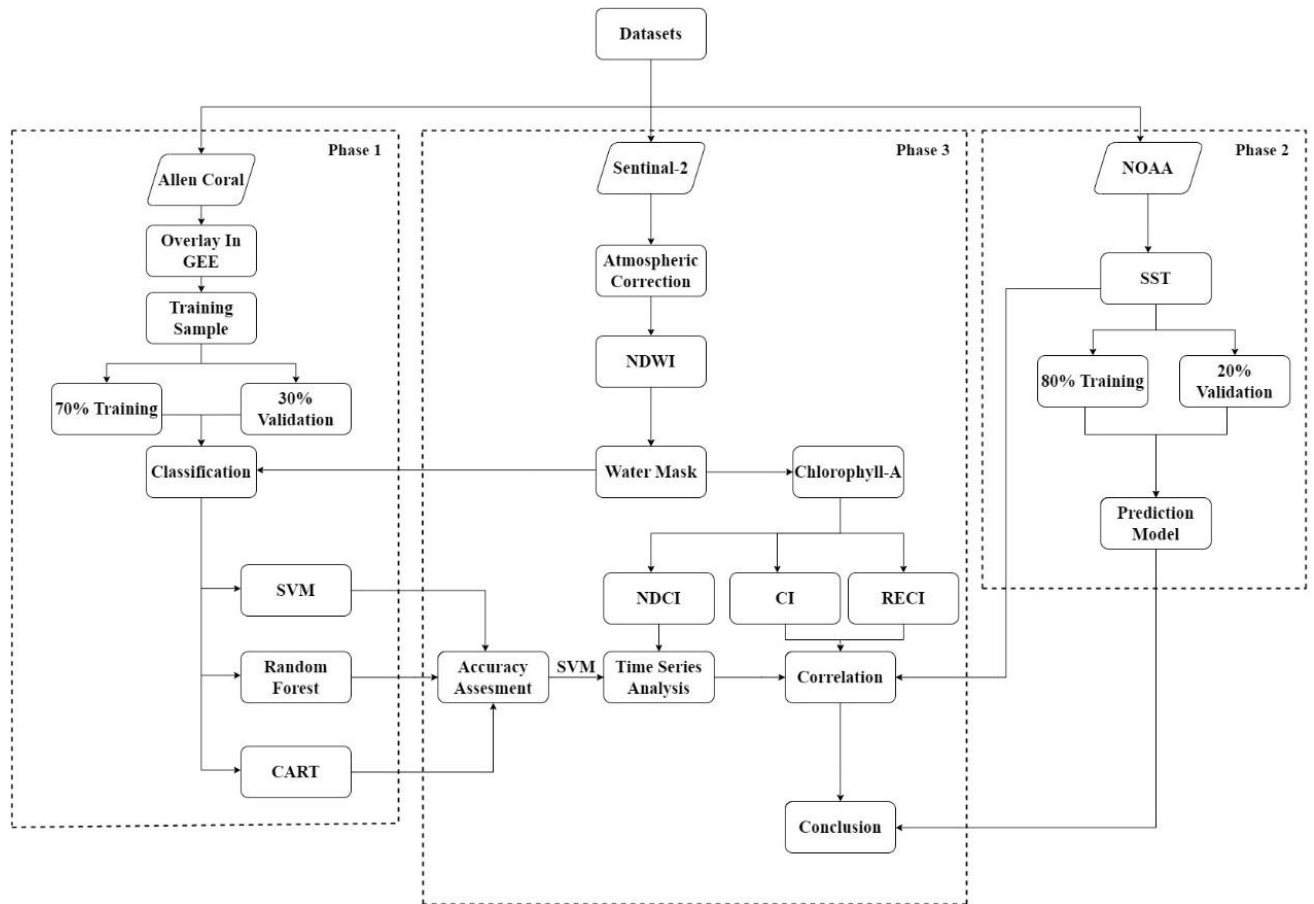 Datasets
Phase 1
Phase 3
Phase 2
Allen Coral
Sentinal-2
NOAA
Overlay In
GEE
Atmospheric
Correction
SST
Training
Sample
NDWI
80% Training
20%
Validation
70% Training
30%
Validation
Classification
Water Mask
Chlorophyll-A
Prediction
Model
SVM
NDCI
CI
RECI
Random
Forest
Accuracy
Assesment
SVM
Time Series
Analysis
Correlation
CART
Conclusion